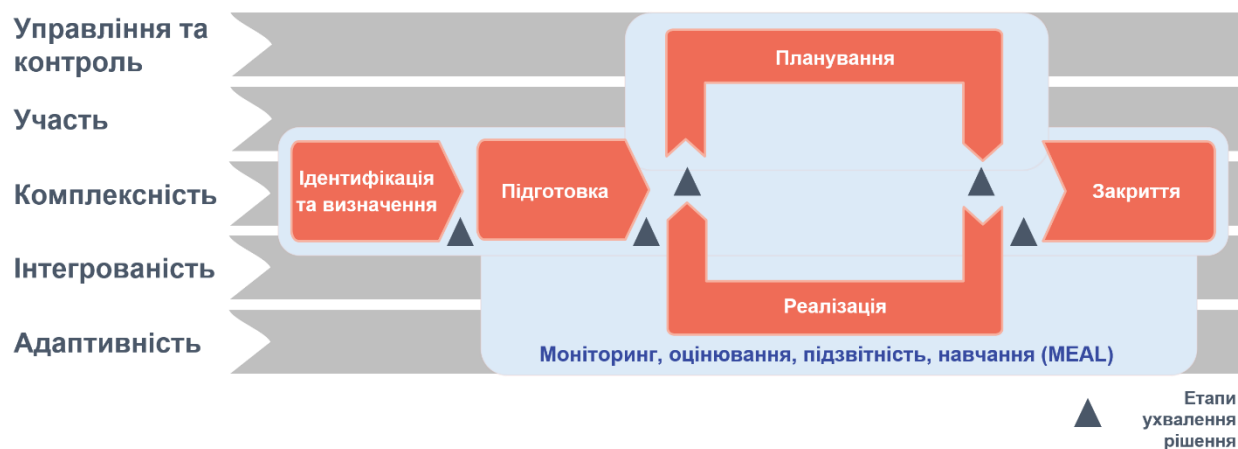 Управління та
контроль
Участь
Комплексність
Інтегрованість
Адаптивність
Планування
Ідентифікація
та визначення
Підготовка
Закриття
Реалізація
Моніторинг, оцінювання, підзвітність, навчання (MEAL)
Етапи
ухвалення
рішення